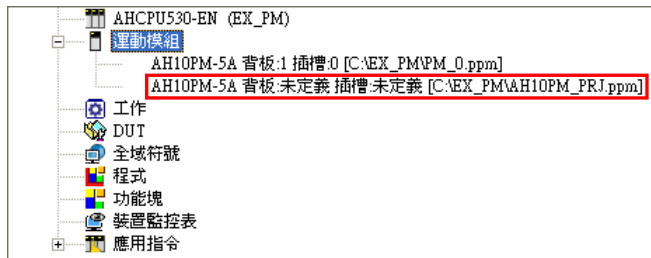 AHCPU530-EN (EX_PM)
運動模組
AH10PM-5A 背板:1 插槽:0 [C:\EX_PM\PM_0.ppm]
AH10PM-5A 背板:未定義 插槽:未定義 [C:\EX_PM\AH10PM_PRJ.ppm]
工作
DUT
全域符號
程式
功能塊
裝置監控表
應用指令